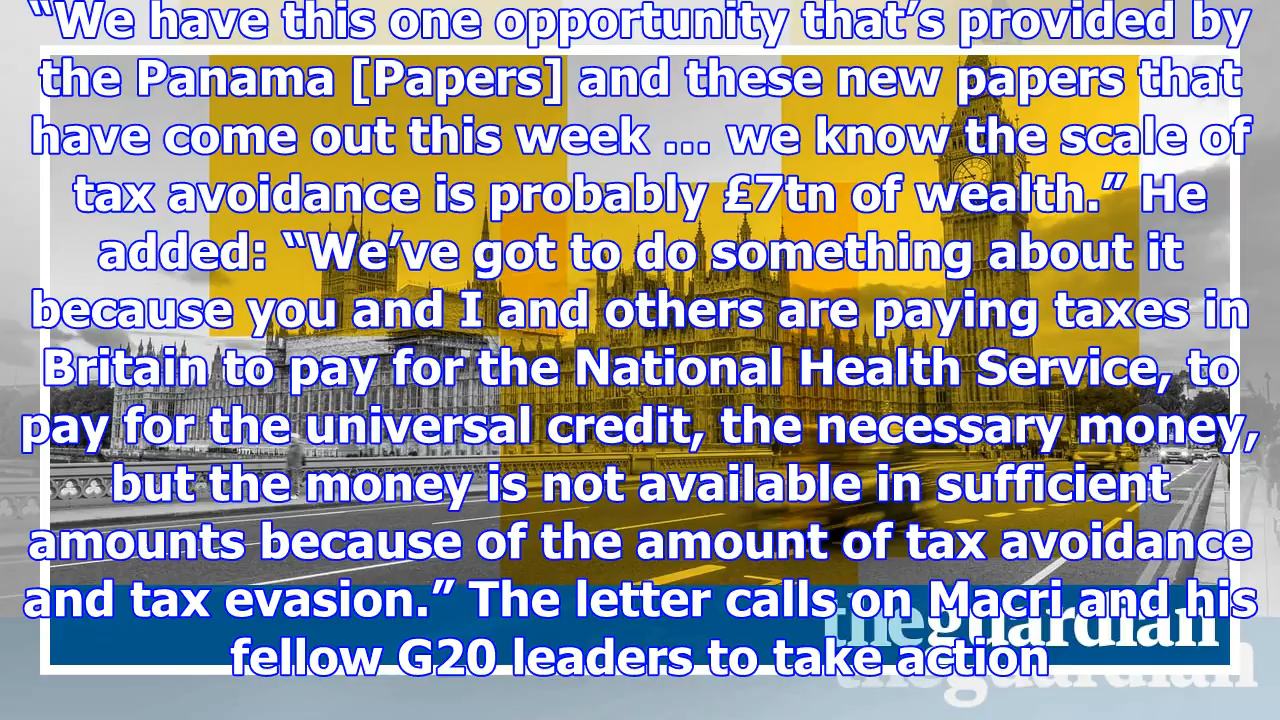 “We have this one opportunity that’s provided by
the Panama [Papers] and these new papers that
have come out this week ... we know the scale of
tax avoidance is probably £7tn of wealth.” He
added: “We’ve got to do something about it
because you and I and others are paying taxes in
Britain to pay for the National Health Service, to
pay for the universal credit, the necessary money,
but the money is not available in sufficient
amounts because of the amount of tax avoidance
and tax evasion.” The letter calls on Macri and his
theguardian
fellow G20 leaders to take action
theguardian